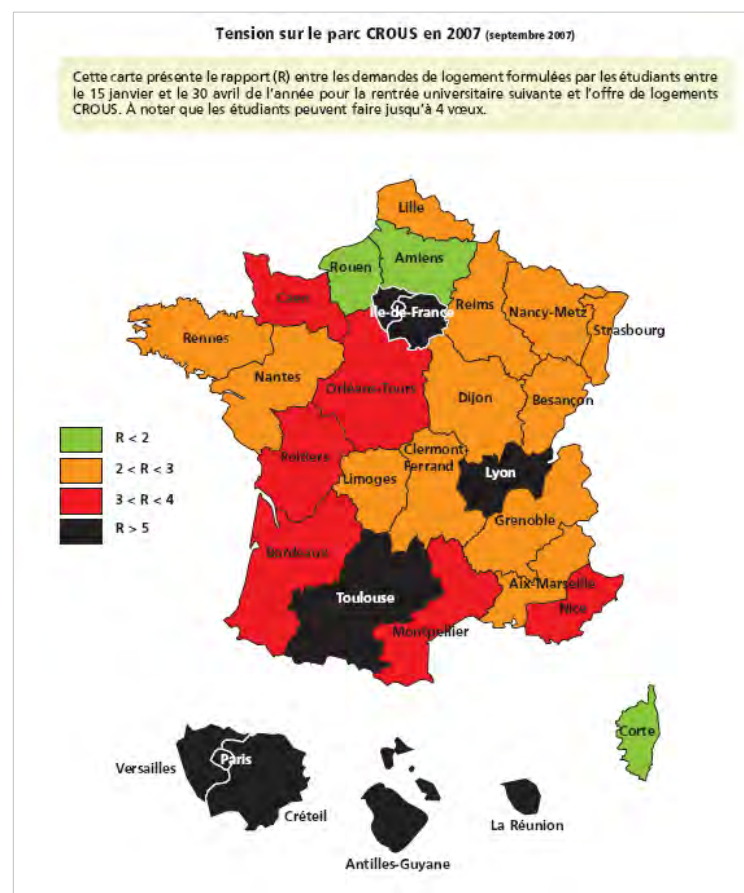 Tension sur le parc CROUS en 2007 (septembre 2007)
Cette carte présente le rapport (R) entre les demandes de logement formulées par les étudiants entre
le 15 janvier et le 30 avril de l'année pour la rentrée universitaire suivante et l'offre de logements
CROUS. À noter que les étudiants peuvent faire jusqu'à 4 vœux.
Lille
Rouen
Amiens
Caen
Île-de-France
Reims
Nancy-Metz
Strasbourg
Rennes
Nantes
Orléans-Tours
Dijon
Besançon
R < 2
2 < R < 3
3 < R < 4
R > 5
Poitiers
Limoges
Clermont-
Ferrand
Lyon
Grenoble
Bordeaux
Toulouse
Aix-Marseille
Nice
Montpellier
Corte
Versailles
Paris
Créteil
Antilles-Guyane
La Réunion